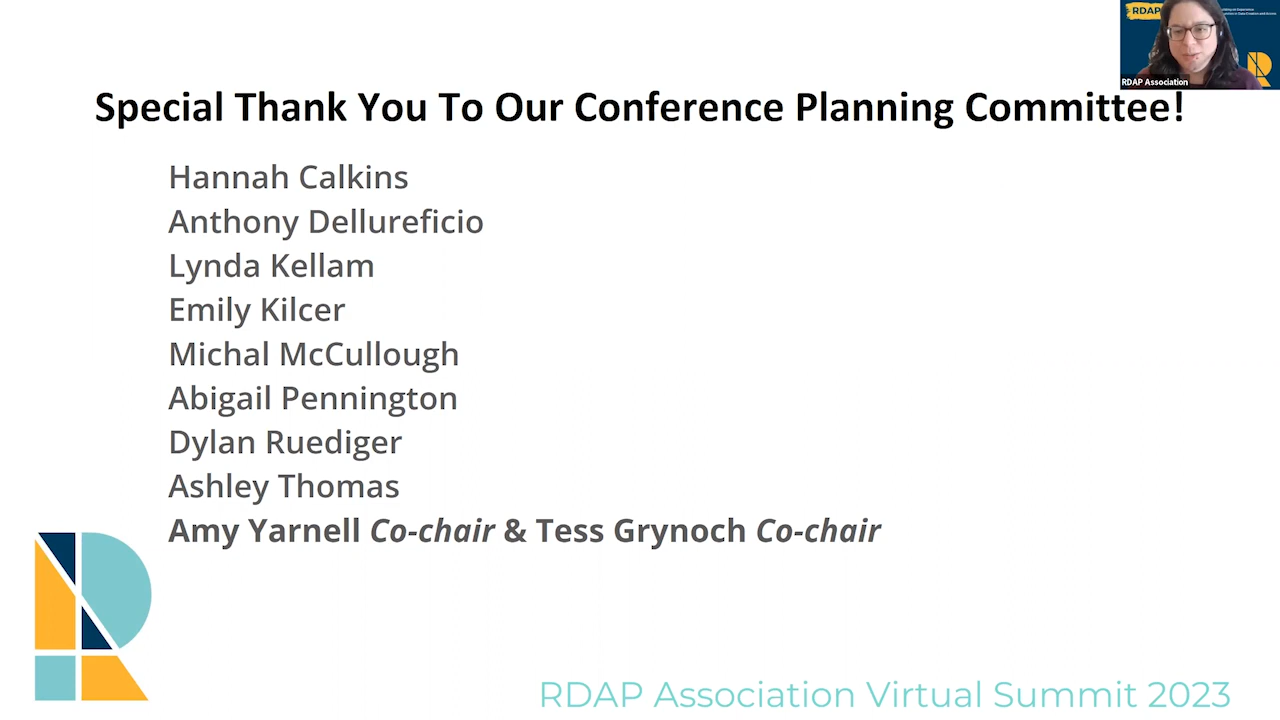 RDAP
RDAP Association
Special Thank You To Our Conference Planning Committee!
Hannah Calkins
Anthony Dellureficio
Lynda Kellam
Emily Kilcer
Michal McCullough
Abigail Pennington
Dylan Ruediger
Ashley Thomas
Amy Yarnell Co-chair & Tess Grynoch Co-chair
RDAP Association Virtual Summit 2023